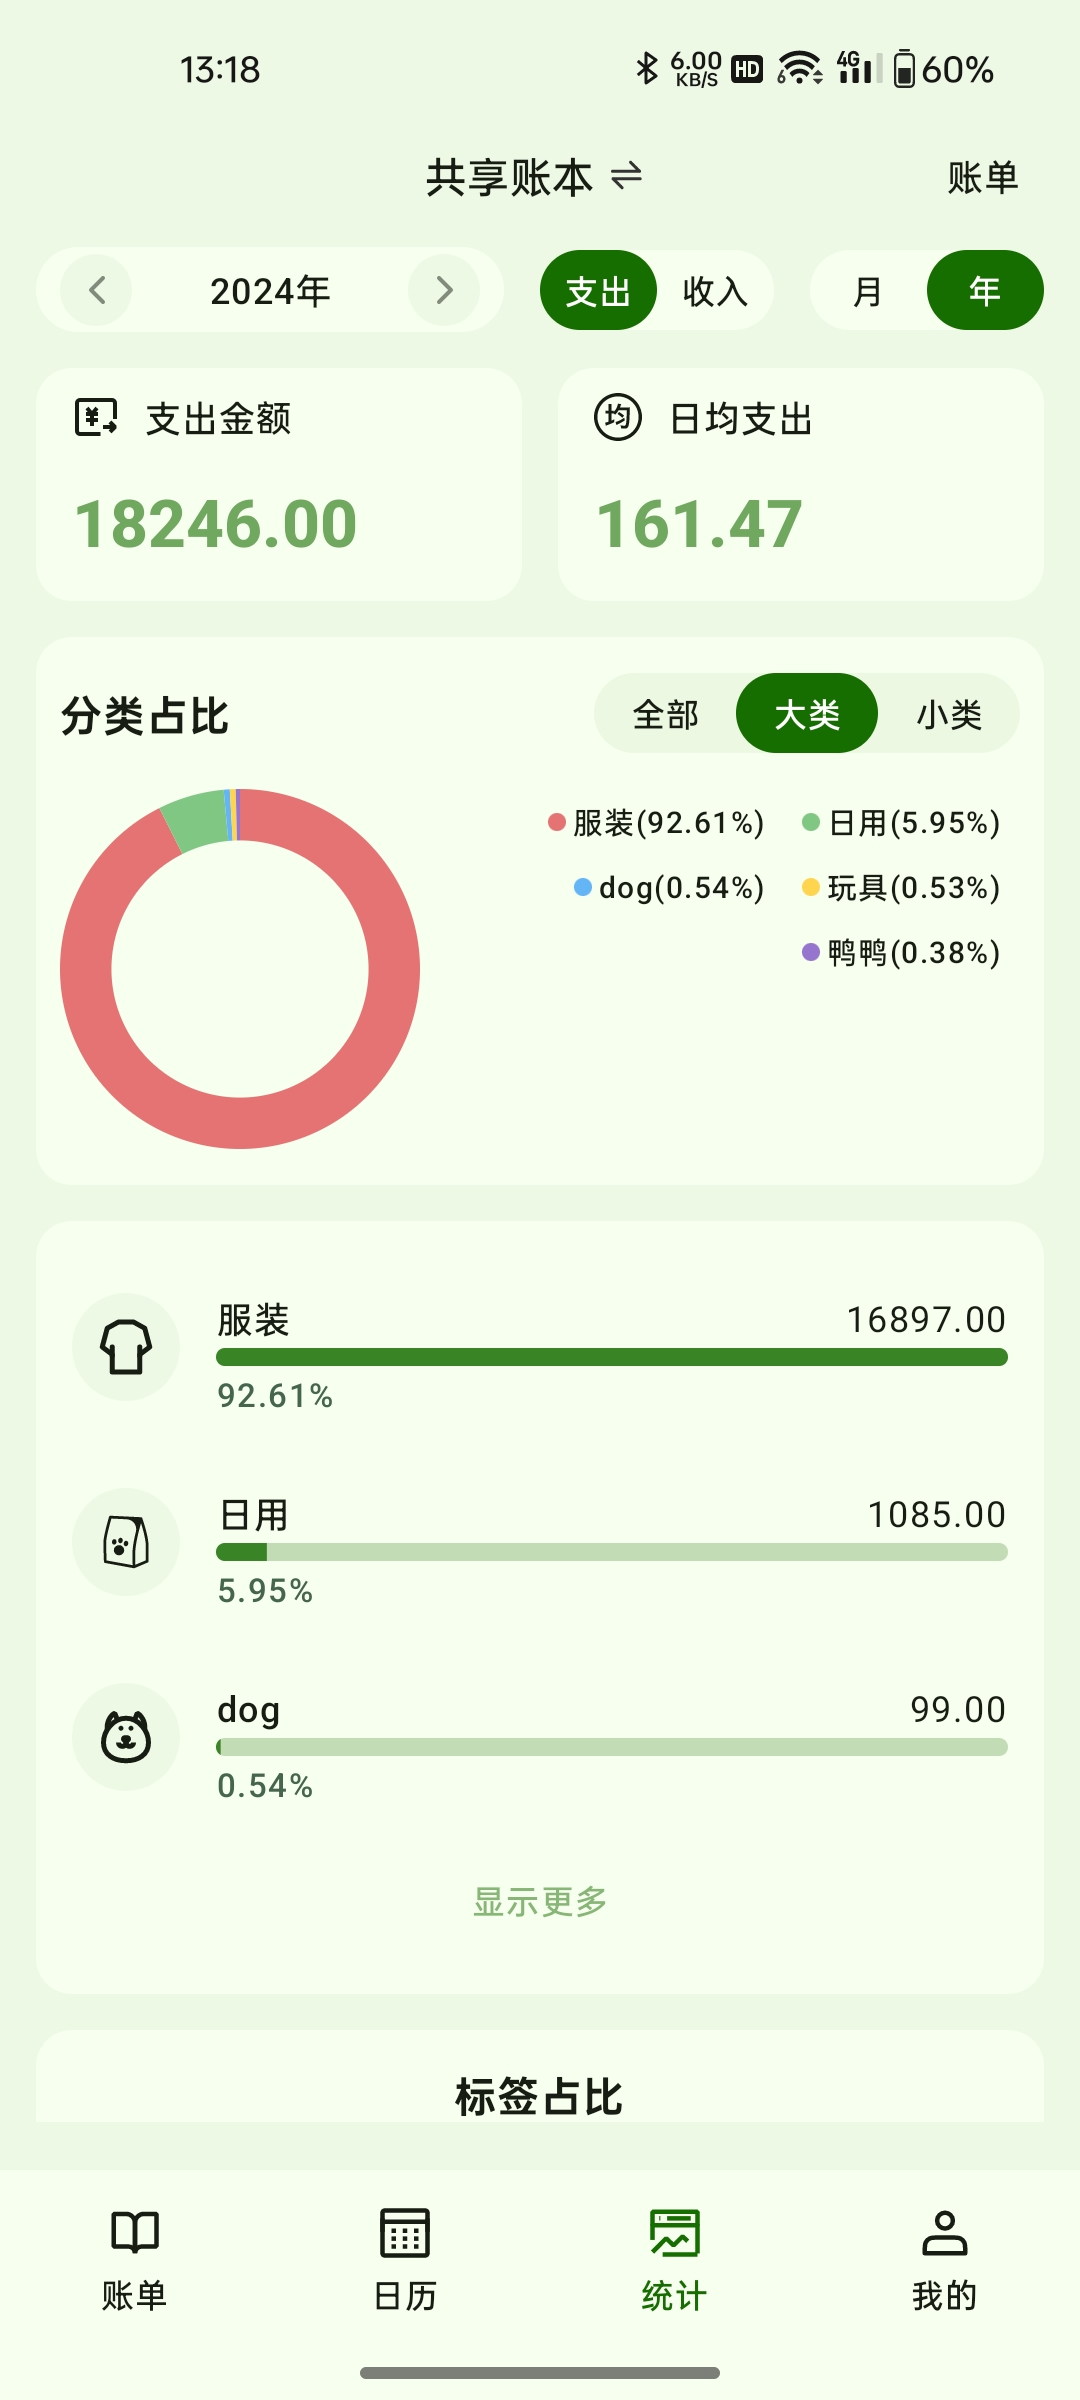 13:18 6.00 KB/S HD 6 4G 60%
共享账本 账单
2024年 支出 收入 月 年
¥ 支出金额
18246.00
均 日均支出
161.47
分类占比 全部 大类 小类
服装(92.61%) 日用(5.95%)
dog(0.54%) 玩具(0.53%)
鸭鸭(0.38%)
服装 16897.00
92.61%
日用 1085.00
5.95%
dog 99.00
0.54%
显示更多
标签占比
账单 日历 统计 我的